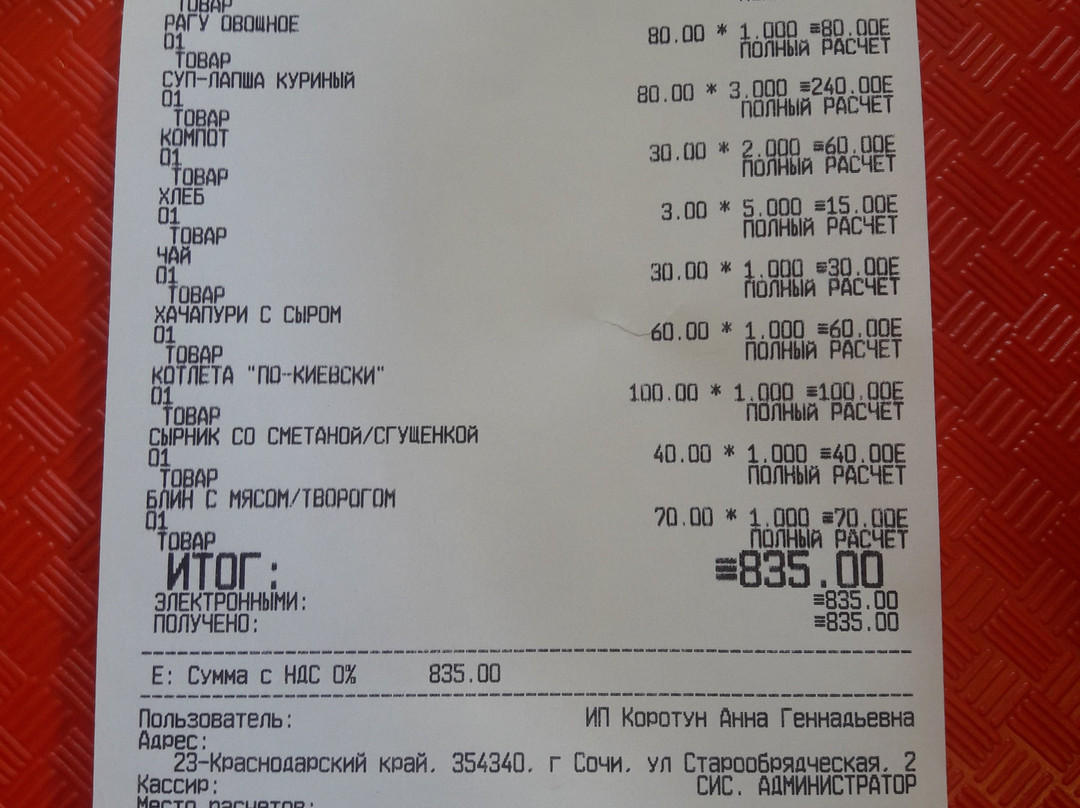 ТОВАР
РАГУ ОВОЩНОЕ
01 80.00 * 1.000 ≡80.00Е
ТОВАР ПОЛНЫЙ РАСЧЕТ
СУП-ЛАПША КУРИНЫЙ
01 80.00 * 3.000 ≡240.00Е
ТОВАР ПОЛНЫЙ РАСЧЕТ
КОМПОТ
01 30.00 * 2.000 ≡60.00Е
ТОВАР ПОЛНЫЙ РАСЧЕТ
ХЛЕБ
01 3.00 * 5.000 ≡15.00Е
ТОВАР ПОЛНЫЙ РАСЧЕТ
ЧАЙ
01 30.00 * 1.000 ≡30.00Е
ТОВАР ПОЛНЫЙ РАСЧЕТ
ХАЧАПУРИ С СЫРОМ
01 60.00 * 1.000 ≡60.00Е
ТОВАР ПОЛНЫЙ РАСЧЕТ
КОТЛЕТА "ПО-КИЕВСКИ"
01 100.00 * 1.000 ≡100.00Е
ТОВАР ПОЛНЫЙ РАСЧЕТ
СЫРНИК СО СМЕТАНОЙ/СГУЩЕНКОЙ
01 40.00 * 1.000 ≡40.00Е
ТОВАР ПОЛНЫЙ РАСЧЕТ
БЛИН С МЯСОМ/ТВОРОГОМ
01 70.00 * 1.000 ≡70.00Е
ТОВАР ПОЛНЫЙ РАСЧЕТ
ИТОГ: ≡835.00
ЭЛЕКТРОННЫМИ: ≡835.00
ПОЛУЧЕНО: ≡835.00
Е: Сумма с НДС 0% 835.00
Пользователь: ИП Коротун Анна Геннадьевна
Адрес:
23-Краснодарский край, 354340, г Сочи, ул Старообрядческая, 2
Кассир: СИС. АДМИНИСТРАТОР
Место расчетов: